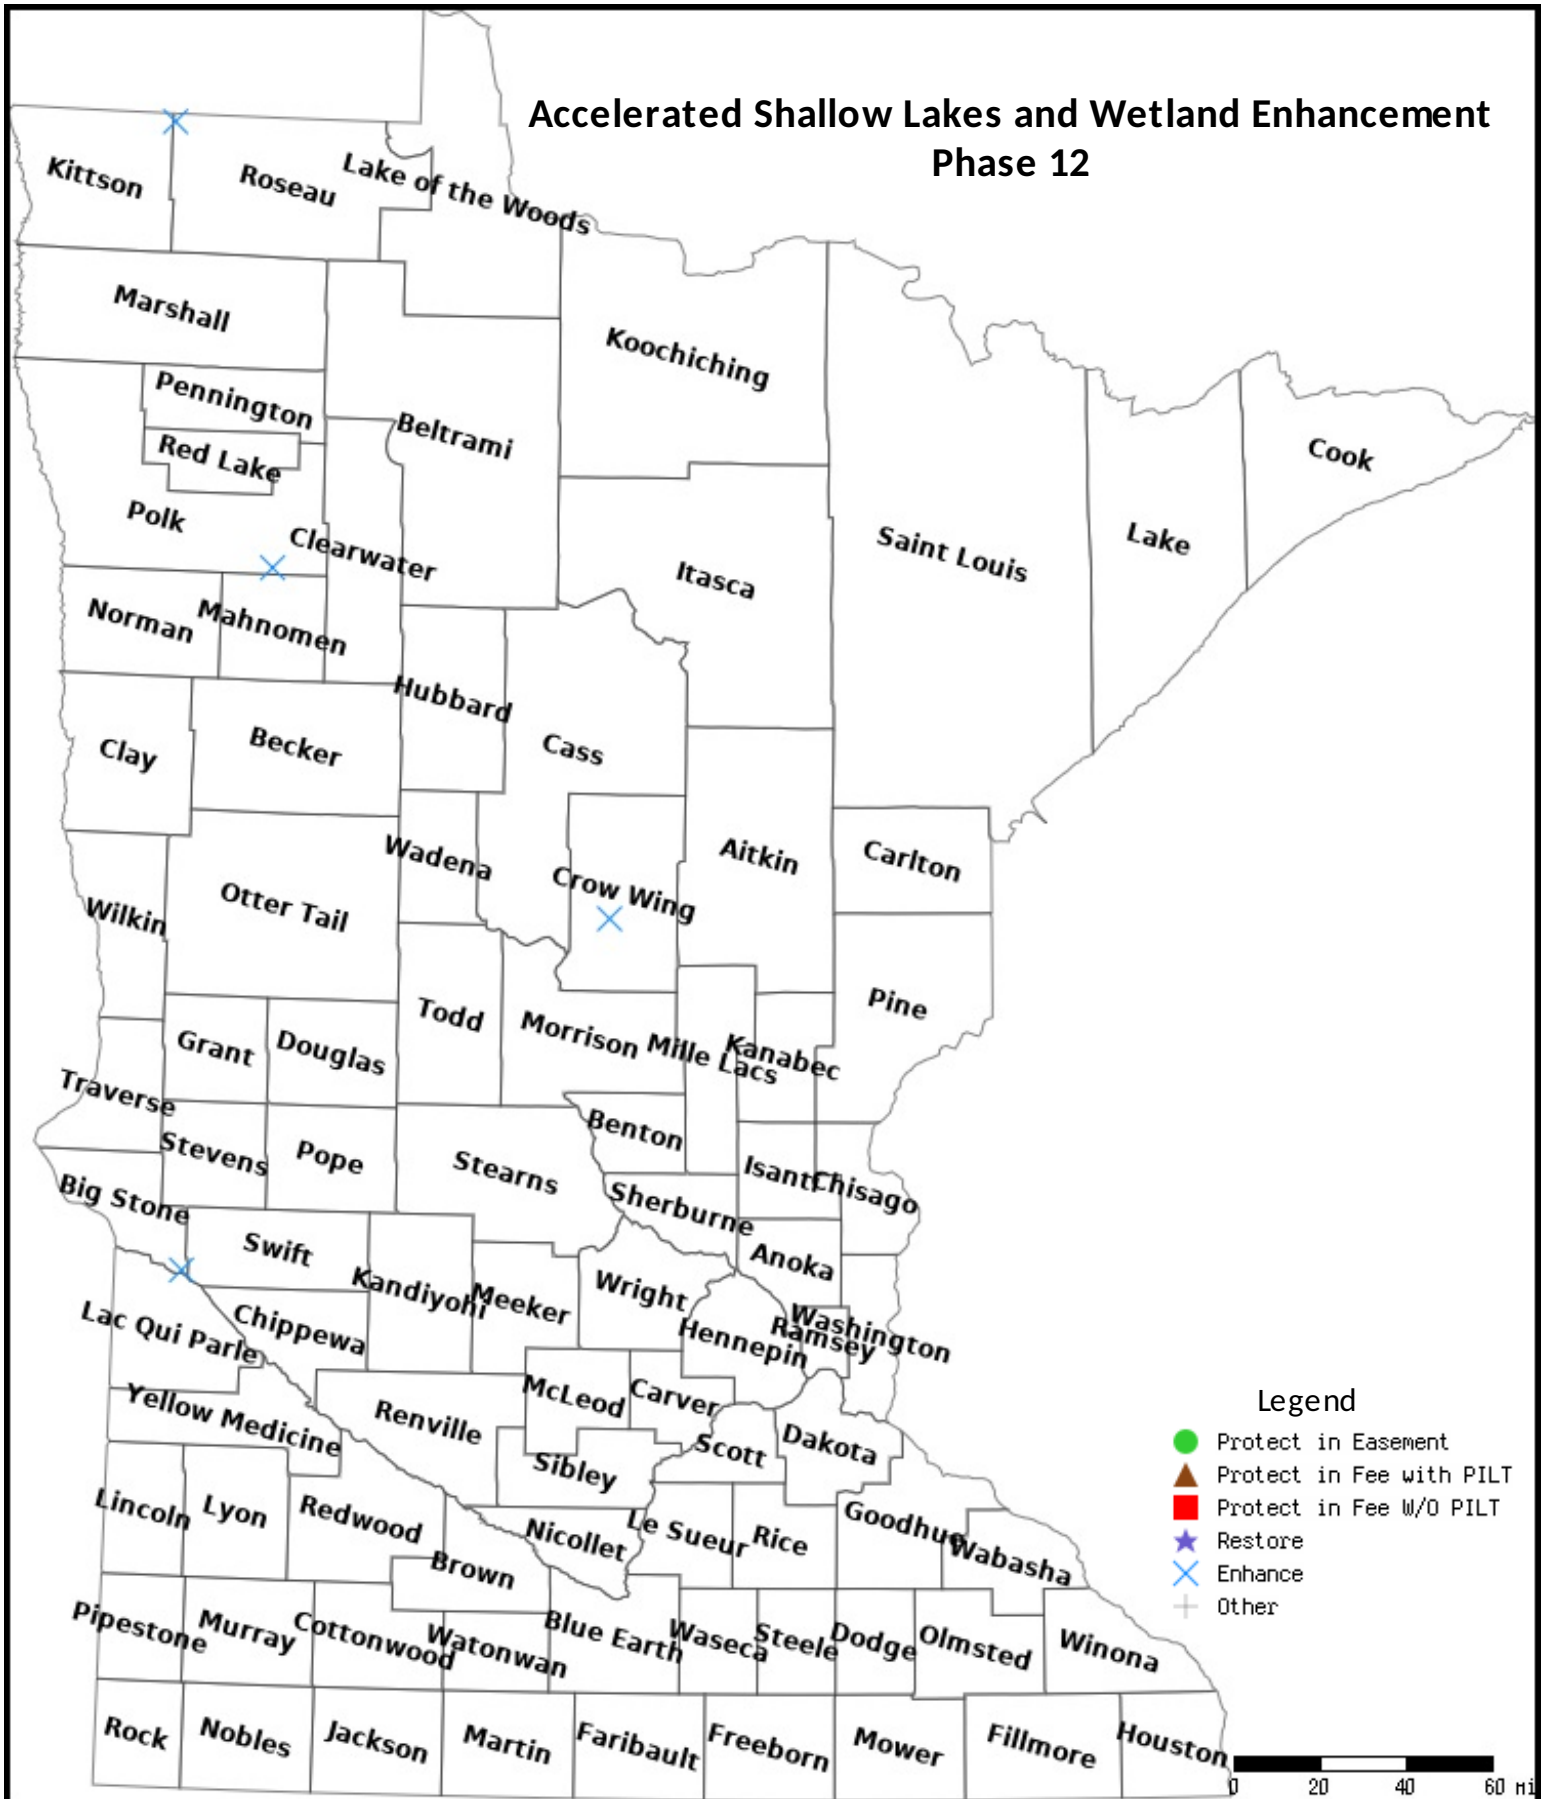 Accelerated Shallow Lakes and Wetland Enhancement
Phase 12
Kittson
Roseau
Lake of the Woods
Marshall
Koochiching
Pennington
Beltrami
Red Lake
Cook
Polk
Clearwater
Saint Louis
Lake
Itasca
Norman
Mahnomen
Hubbard
Clay
Becker
Cass
Wadena
Aitkin
Carlton
Crow Wing
Wilkin
Otter Tail
Todd
Morrison
Mille Lacs
Kanabec
Pine
Grant
Douglas
Traverse
Stevens
Pope
Stearns
Benton
Isanti
Chisago
Big Stone
Sherburne
Swift
Anoka
Kandiyohi
Meeker
Wright
Lac Qui Parle
Chippewa
Hennepin
Ramsey
Washington
McLeod
Carver
Yellow Medicine
Renville
Scott
Dakota
Sibley
Legend
Protect in Easement
Protect in Fee with PILT
Protect in Fee W/O PILT
Restore
Enhance
Other
Lincoln
Lyon
Redwood
Nicollet
Le Sueur
Rice
Goodhue
Wabasha
Brown
Pipestone
Murray
Cottonwood
Watonwan
Blue Earth
Waseca
Steele
Dodge
Olmsted
Winona
Rock
Nobles
Jackson
Martin
Faribault
Freeborn
Mower
Fillmore
Houston
0 20 40 60 mi